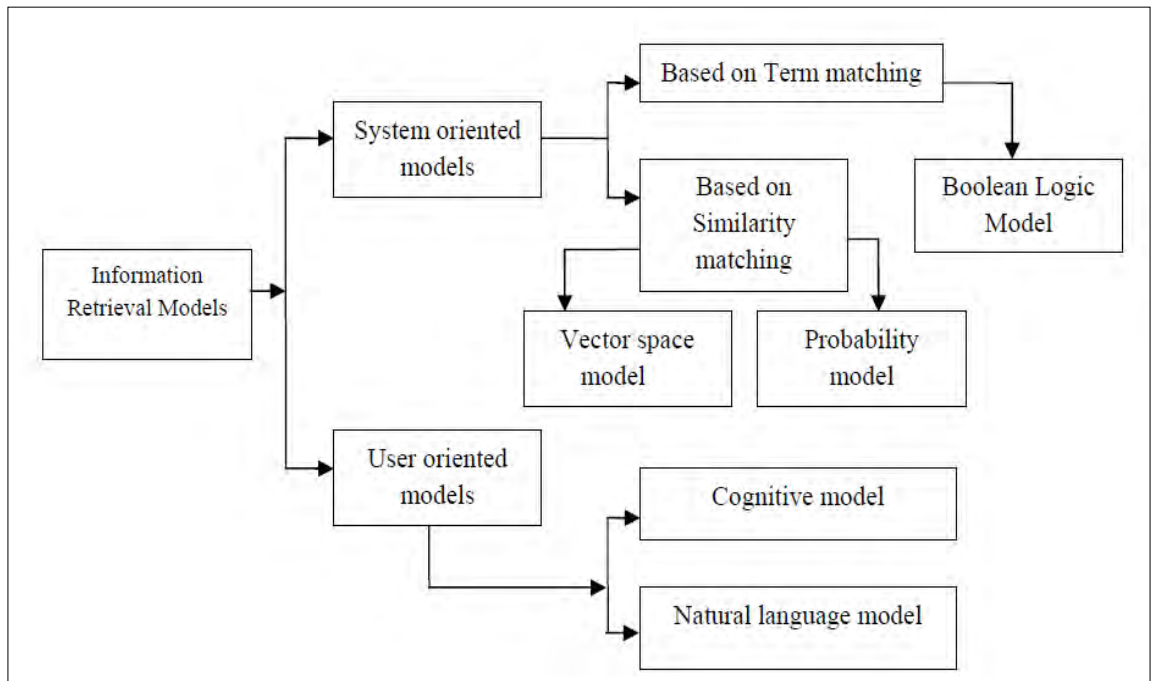 Information
Retrieval Models
System oriented
models
Based on Term matching
Boolean Logic
Model
Based on
Similarity
matching
Vector space
model
Probability
model
User oriented
models
Cognitive model
Natural language model